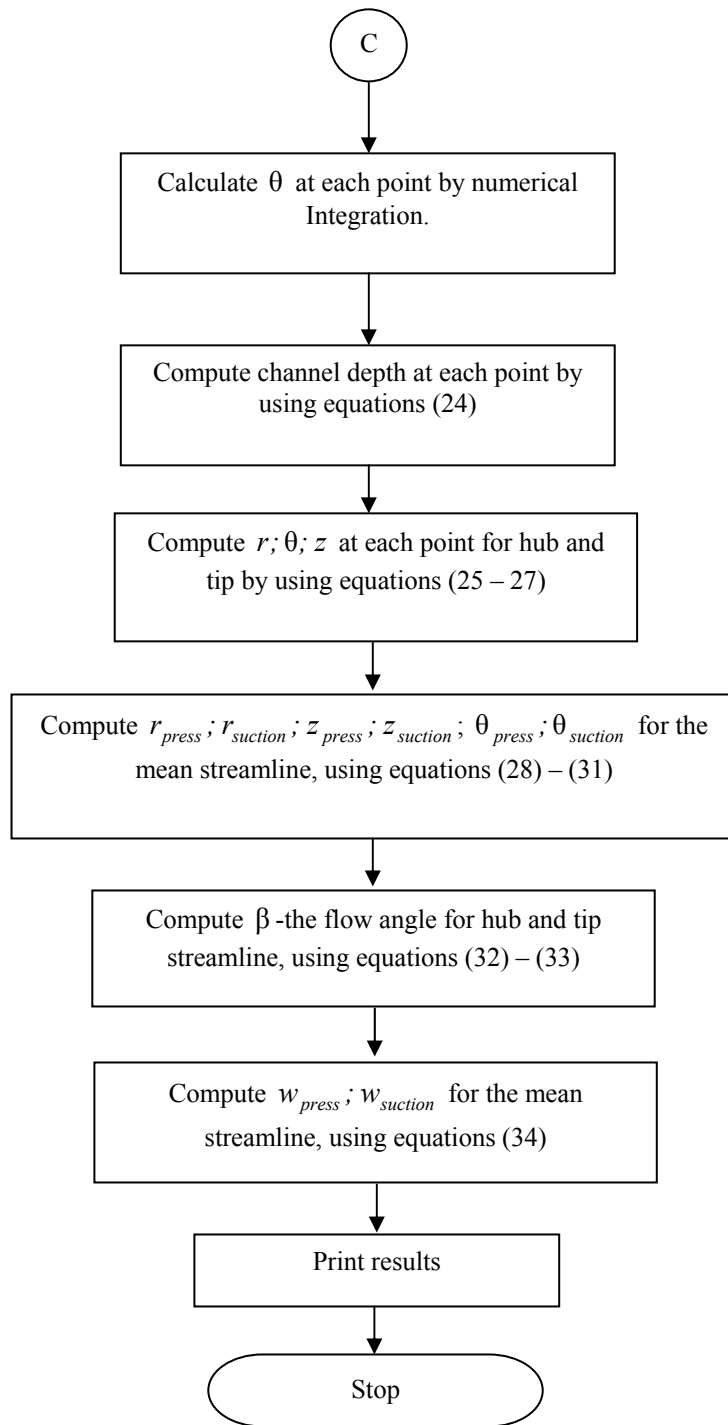 C
Calculate θ at each point by numerical
Integration.
Compute channel depth at each point by
using equations (24)
Compute r; θ; z at each point for hub and
tip by using equations (25 – 27)
Compute r_press ; r_suction ; z_press ; z_suction ; θ_press ; θ_suction for the
mean streamline, using equations (28) – (31)
Compute β -the flow angle for hub and tip
streamline, using equations (32) – (33)
Compute w_press ; w_suction for the mean
streamline, using equations (34)
Print results
Stop